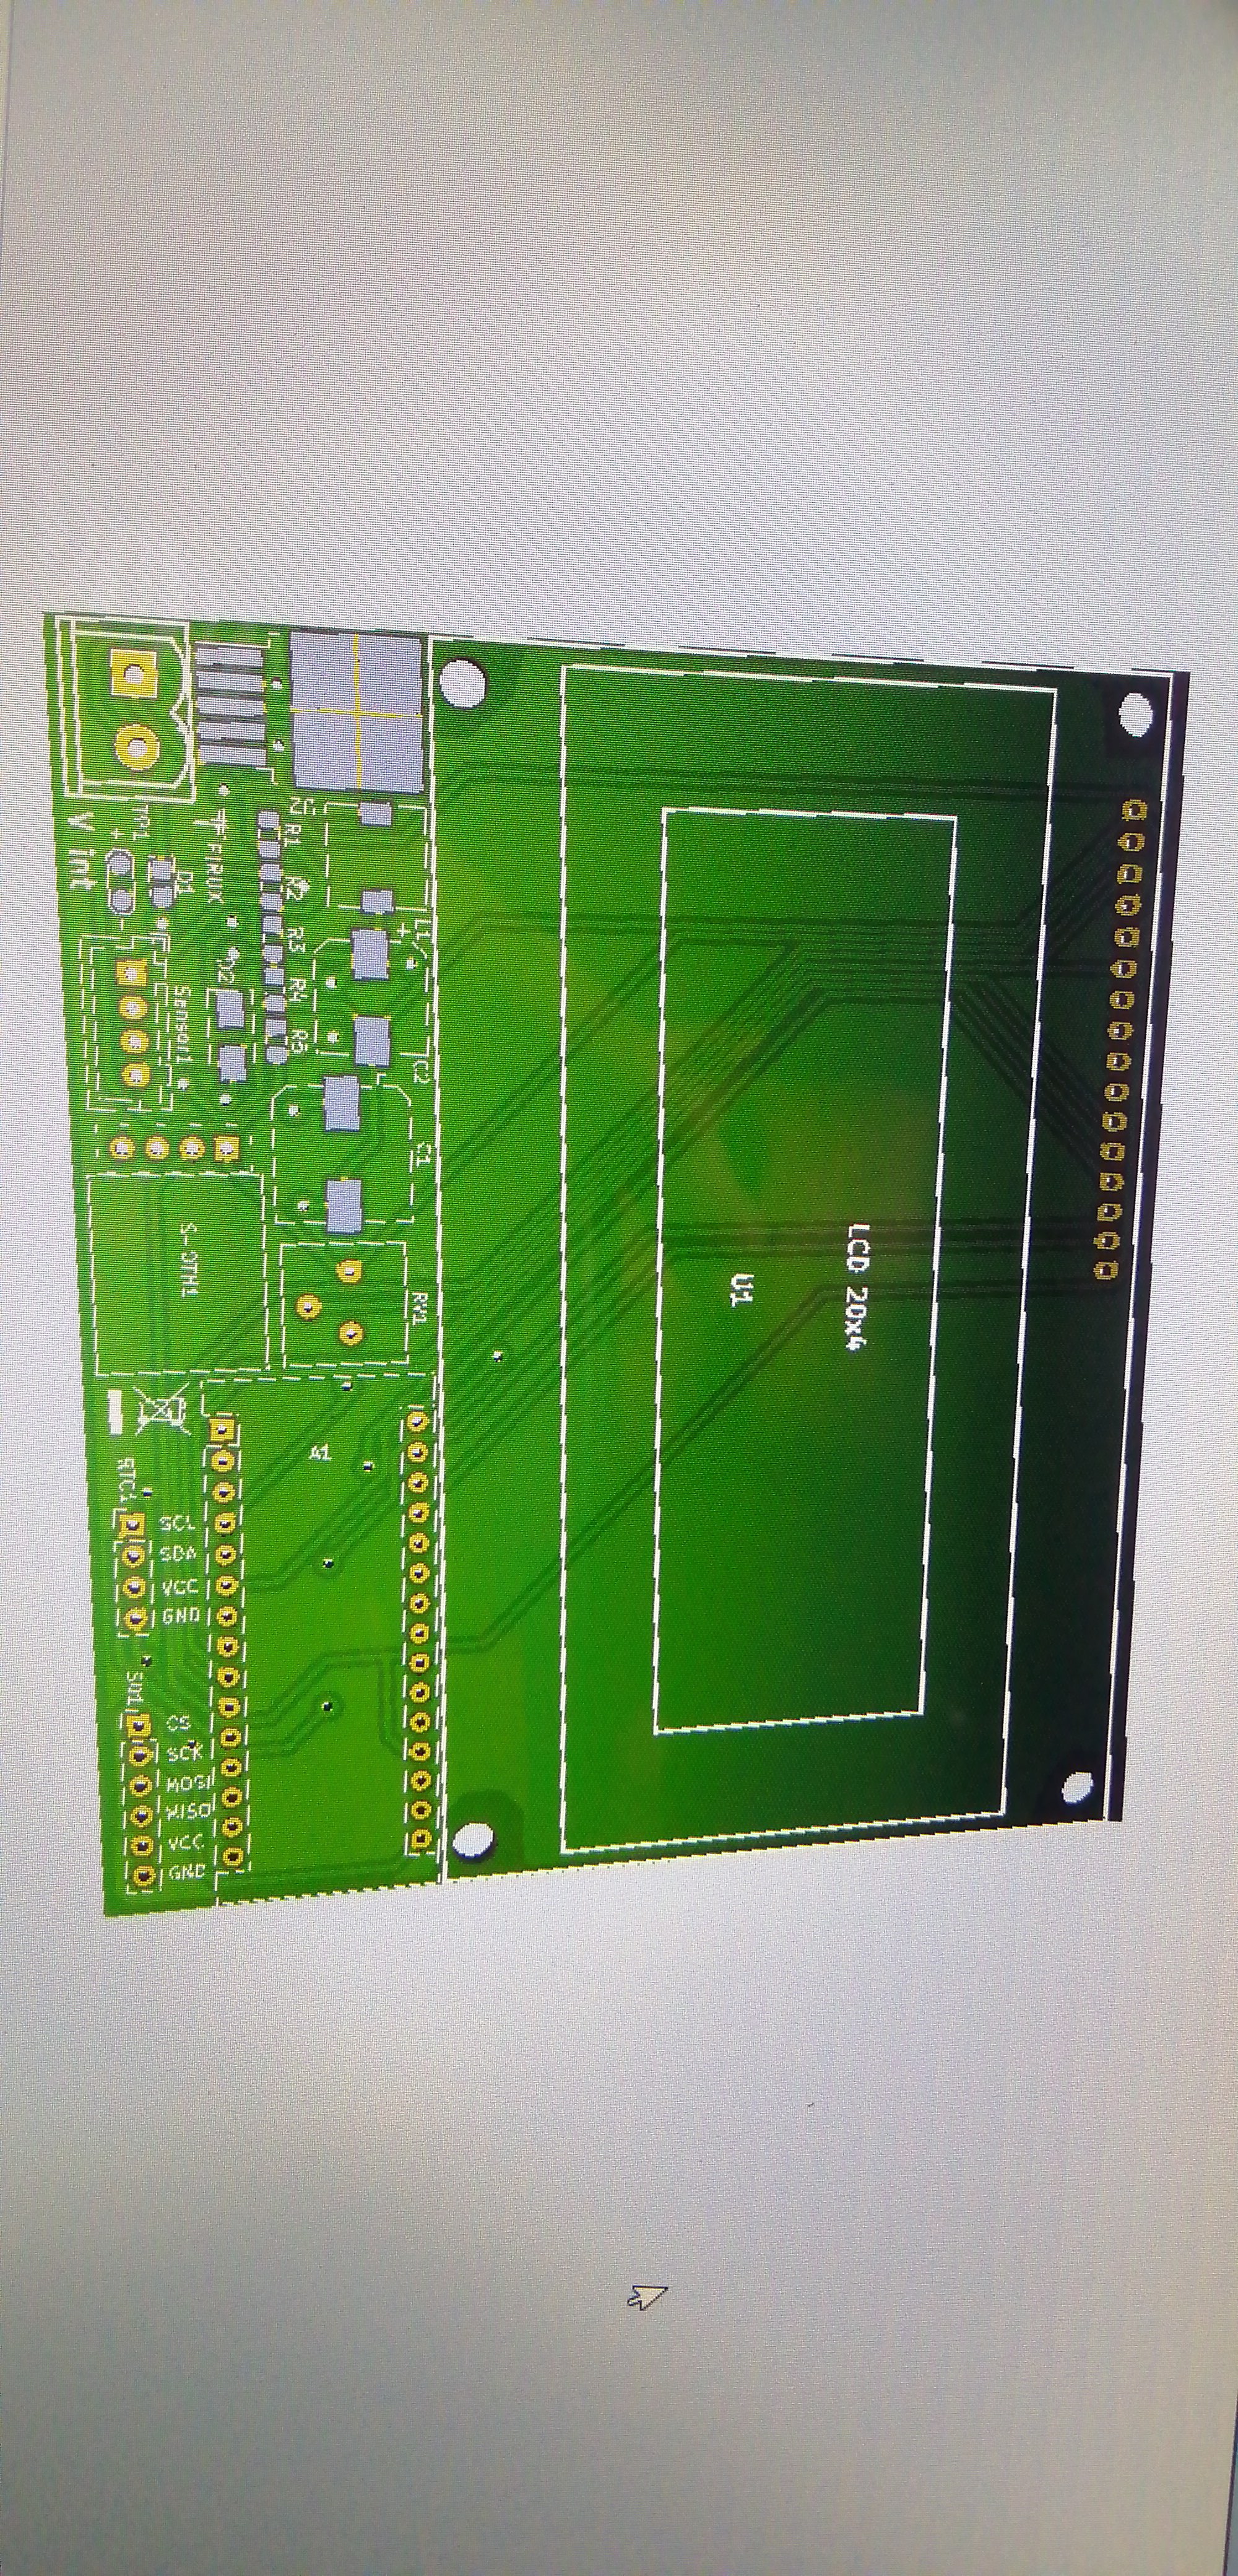 LCD 20x4
U1
L1
+
C2
C1
RV1
R1
R2
R3
R4
R5
A1
D2
FIRUX
S-OTH1
Sensor1
D1
SCL
SDA
VCC
GND
CS
SCK
MOSI
MISO
VCC
GND
TP1
+
-
RTC1
SD1
V int